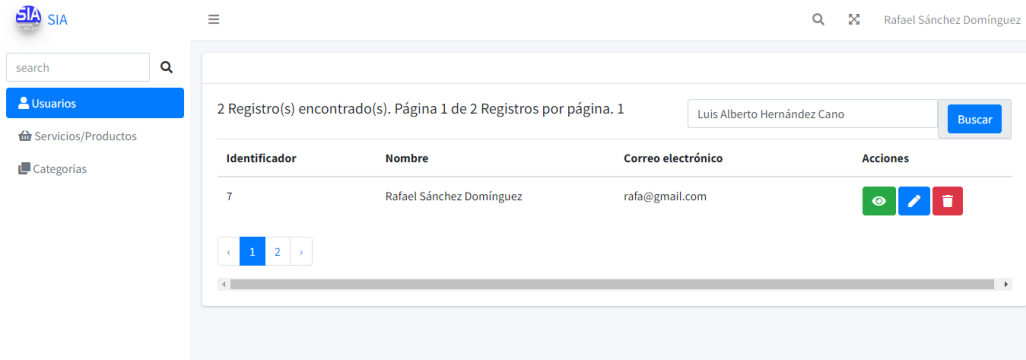 SIA
SIA
Rafael Sánchez Domínguez
search
Usuarios
Servicios/Productos
Categorias
2 Registro(s) encontrado(s). Página 1 de 2 Registros por página. 1
Luis Alberto Hernández Cano
Buscar
Identificador Nombre Correo electrónico Acciones
7 Rafael Sánchez Domínguez rafa@gmail.com
‹ 1 2 ›